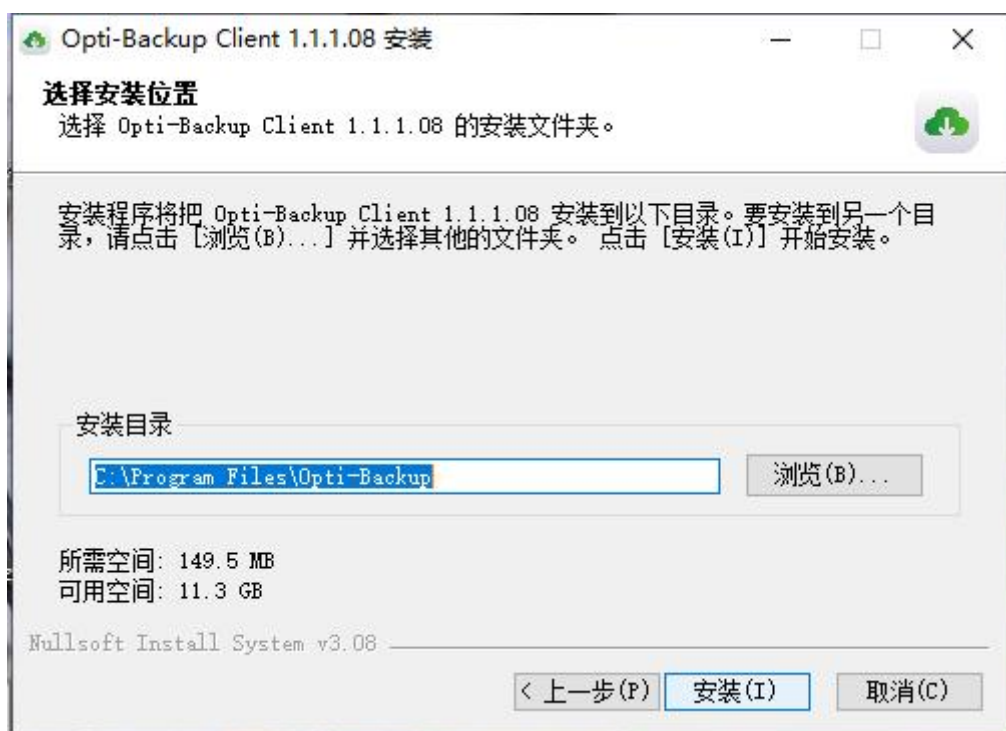 Opti-Backup Client 1.1.1.08 安装
选择安装位置
选择 Opti-Backup Client 1.1.1.08 的安装文件夹。
安装程序将把 Opti-Backup Client 1.1.1.08 安装到以下目录。要安装到另一个目
录，请点击 [浏览(B)...] 并选择其他的文件夹。 点击 [安装(I)] 开始安装。
安装目录
C:\Program Files\Opti-Backup
浏览(B)...
所需空间: 149.5 MB
可用空间: 11.3 GB
Nullsoft Install System v3.08
< 上一步(P)
安装(I)
取消(C)